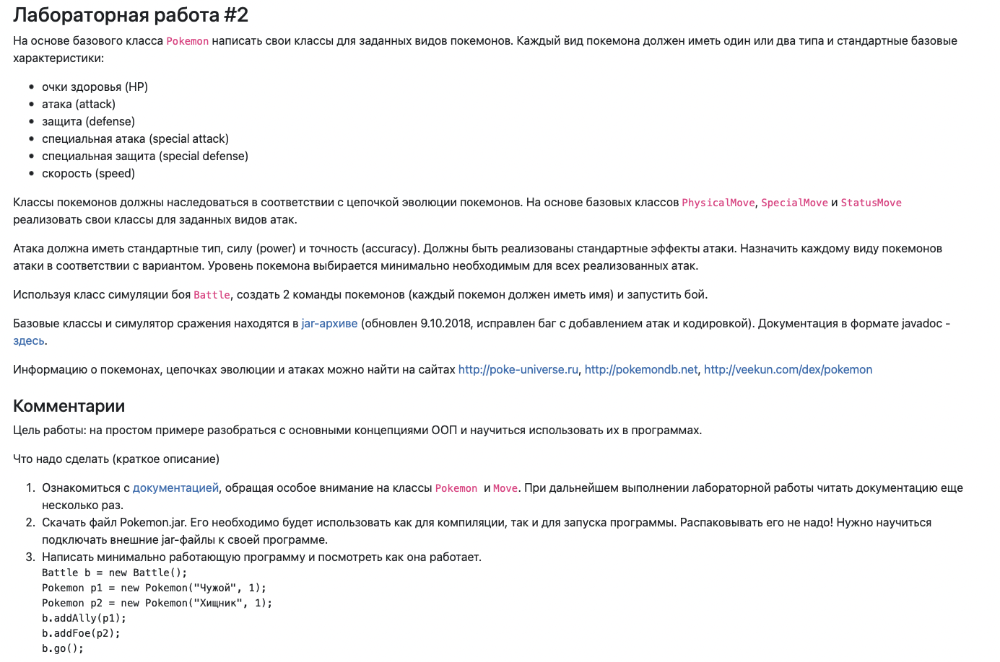 Лабораторная работа #2
На основе базового класса Pokemon написать свои классы для заданных видов покемонов. Каждый вид покемона должен иметь один или два типа и стандартные базовые
характеристики:
• очки здоровья (HP)
• атака (attack)
• защита (defense)
• специальная атака (special attack)
• специальная защита (special defense)
• скорость (speed)
Классы покемонов должны наследоваться в соответствии с цепочкой эволюции покемонов. На основе базовых классов PhysicalMove, SpecialMove и StatusMove
реализовать свои классы для заданных видов атак.
Атака должна иметь стандартные тип, силу (power) и точность (accuracy). Должны быть реализованы стандартные эффекты атаки. Назначить каждому виду покемонов
атаки в соответствии с вариантом. Уровень покемона выбирается минимально необходимым для всех реализованных атак.
Используя класс симуляции боя Battle, создать 2 команды покемонов (каждый покемон должен иметь имя) и запустить бой.
Базовые классы и симулятор сражения находятся в jar-архиве (обновлен 9.10.2018, исправлен баг с добавлением атак и кодировкой). Документация в формате javadoc -
здесь.
Информацию о покемонах, цепочках эволюции и атаках можно найти на сайтах http://poke-universe.ru, http://pokemondb.net, http://veekun.com/dex/pokemon
Комментарии
Цель работы: на простом примере разобраться с основными концепциями ООП и научиться использовать их в программах.
Что надо сделать (краткое описание)
1. Ознакомиться с документацией, обращая особое внимание на классы Pokemon и Move. При дальнейшем выполнении лабораторной работы читать документацию еще
несколько раз.
2. Скачать файл Pokemon.jar. Его необходимо будет использовать как для компиляции, так и для запуска программы. Распаковывать его не надо! Нужно научиться
подключать внешние jar-файлы к своей программе.
3. Написать минимально работающую программу и посмотреть как она работает.
Battle b = new Battle();
Pokemon p1 = new Pokemon("Чужой", 1);
Pokemon p2 = new Pokemon("Хищник", 1);
b.addAlly(p1);
b.addFoe(p2);
b.go();